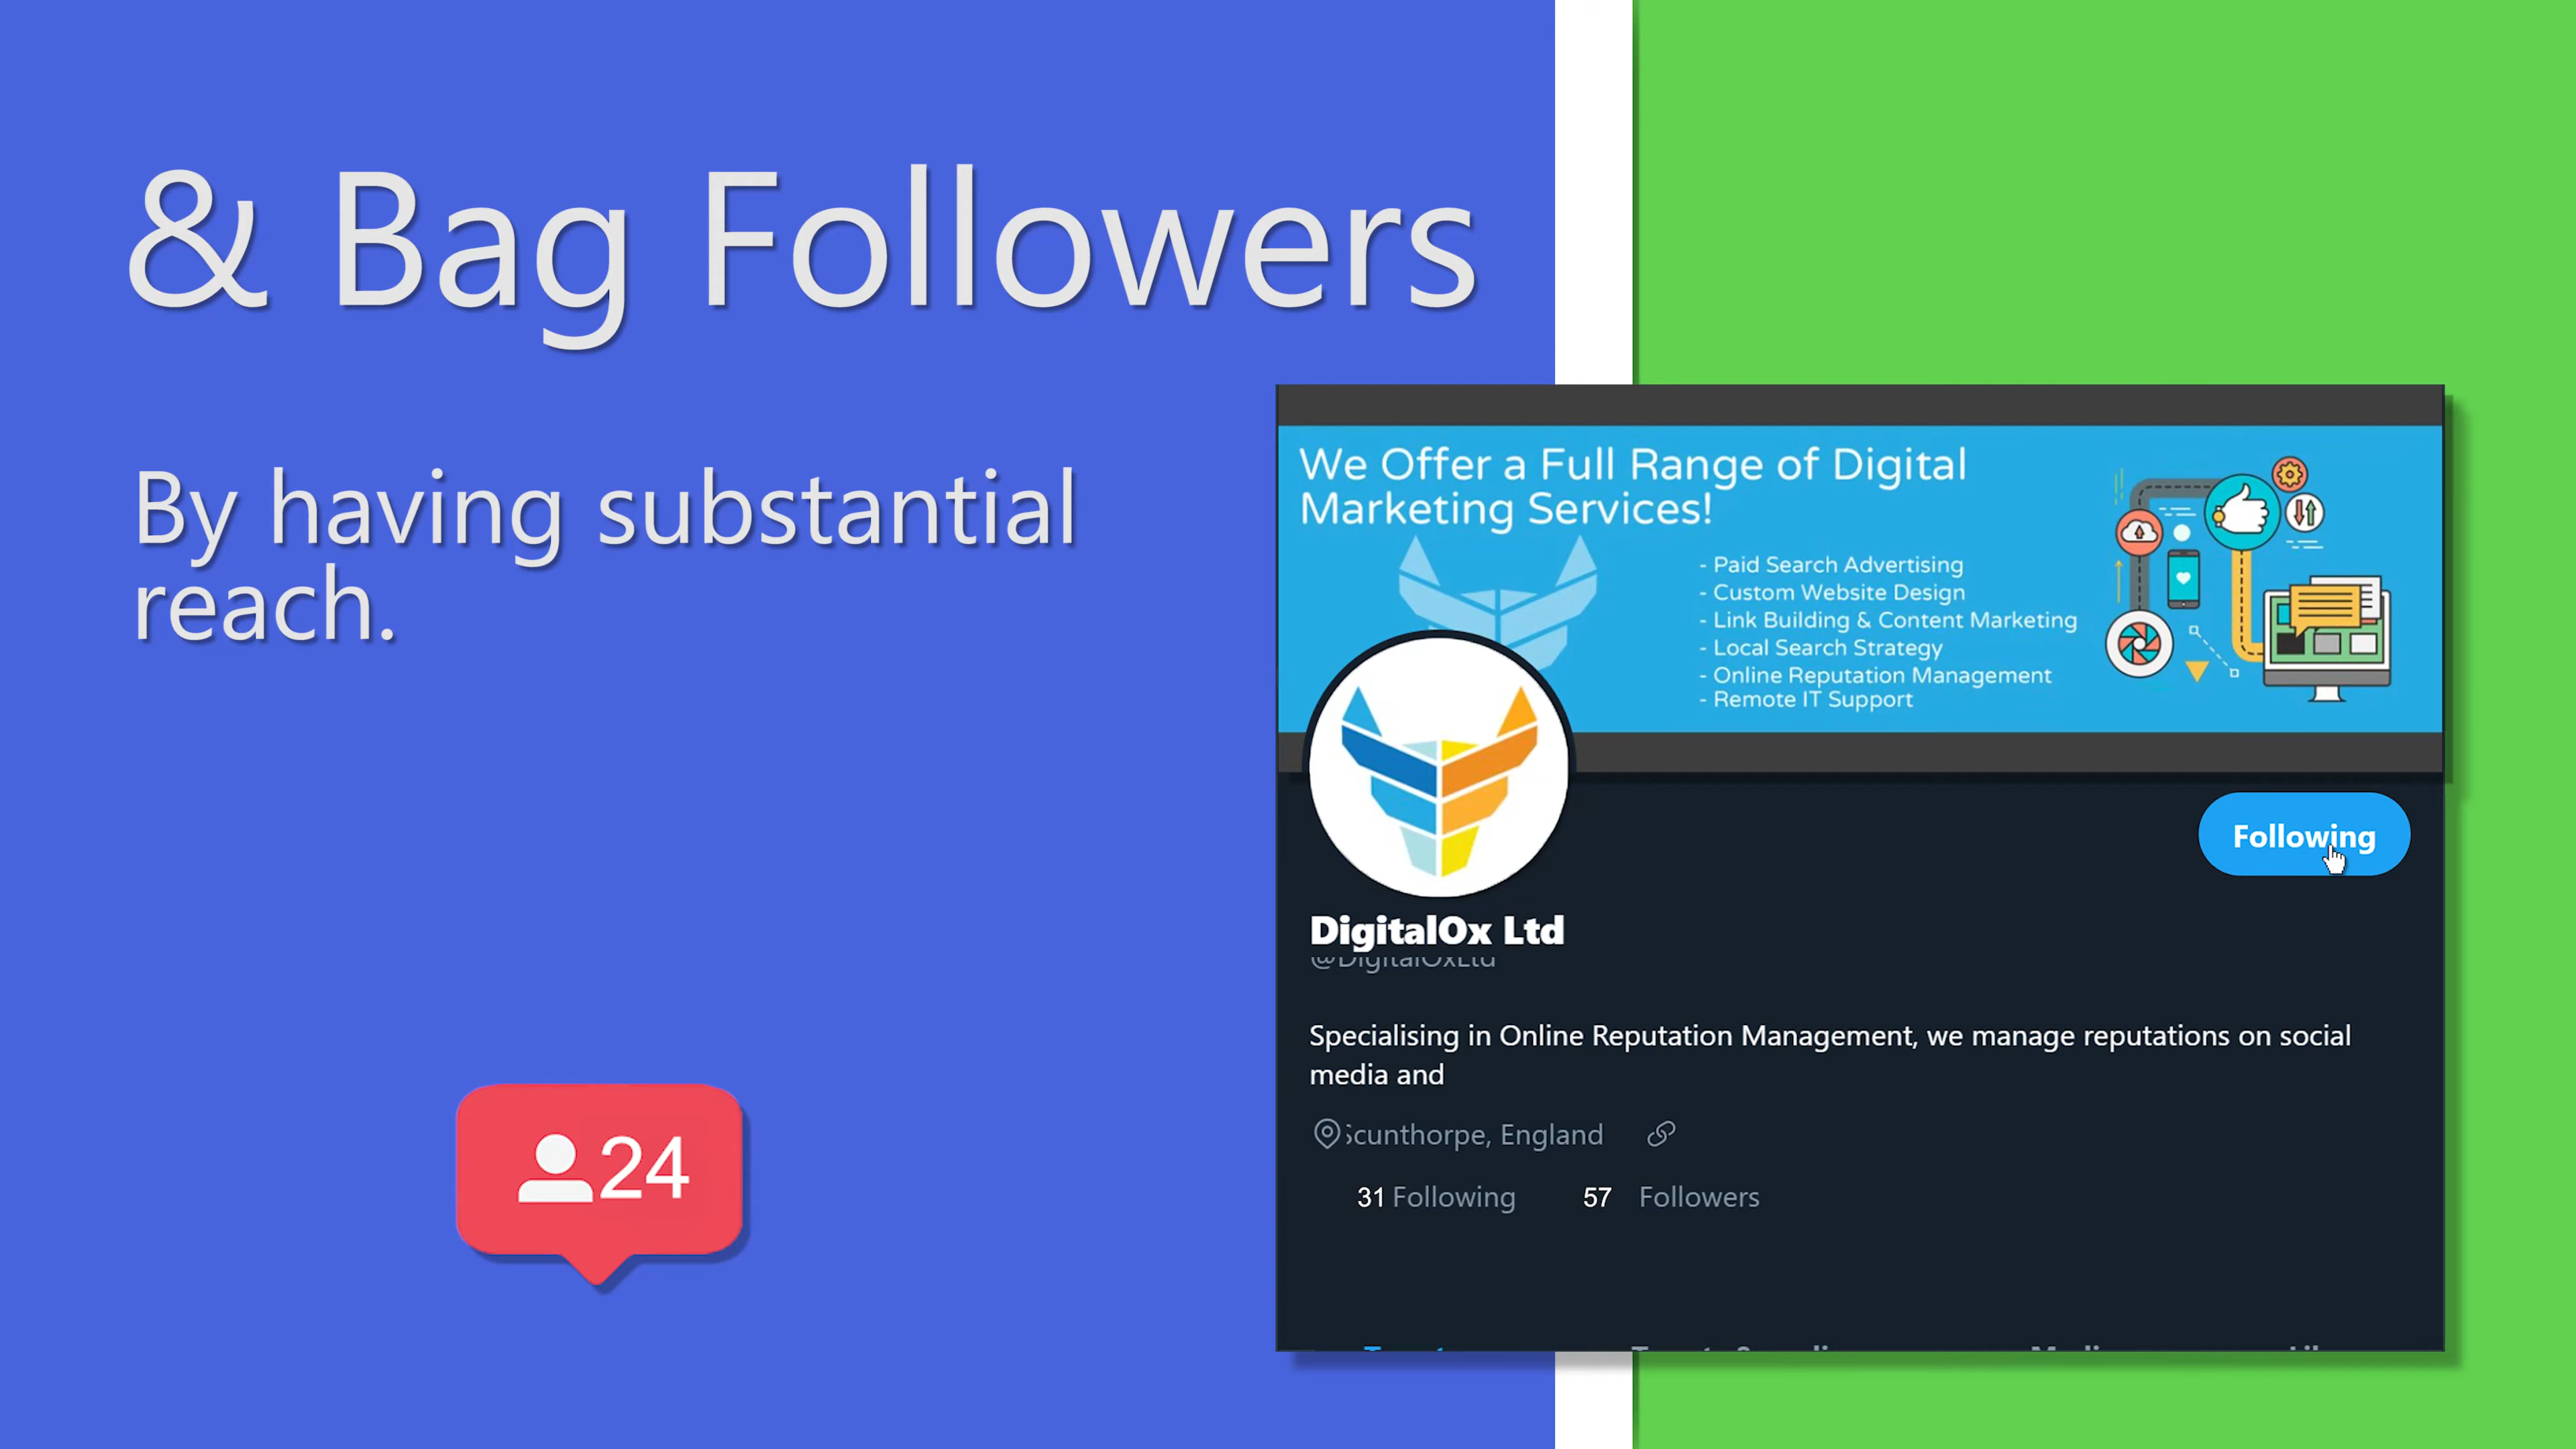 & Bag Followers
By having substantial
reach.
We Offer a Full Range of Digital
Marketing Services!
- Paid Search Advertising
- Custom Website Design
- Link Building & Content Marketing
- Local Search Strategy
- Online Reputation Management
- Remote IT Support
Following
DigitalOx Ltd
@DigitalOxLtd
Specialising in Online Reputation Management, we manage reputations on social
media and
Scunthorpe, England
31 Following 57 Followers
24